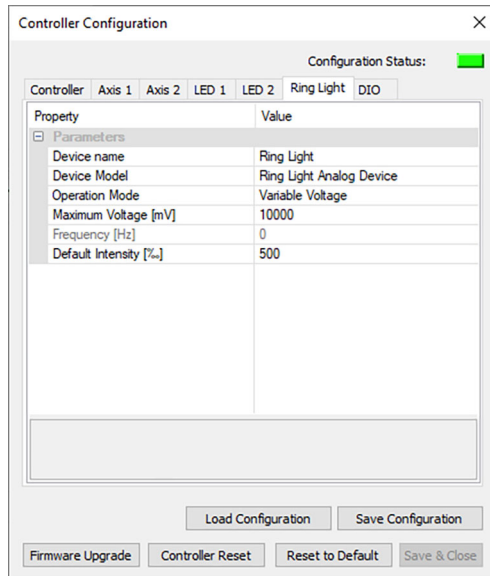 Controller Configuration
Configuration Status:
Controller Axis 1 Axis 2 LED 1 LED 2 Ring Light DIO
Property Value
Parameters
Device name Ring Light
Device Model Ring Light Analog Device
Operation Mode Variable Voltage
Maximum Voltage [mV] 10000
Frequency [Hz] 0
Default Intensity [‰] 500
Load Configuration Save Configuration
Firmware Upgrade Controller Reset Reset to Default Save & Close